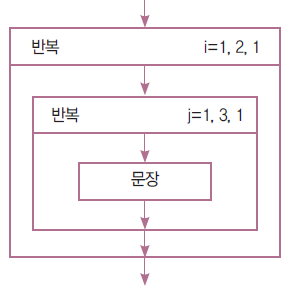 반복 i=1, 2, 1
반복 j=1, 3, 1
문장